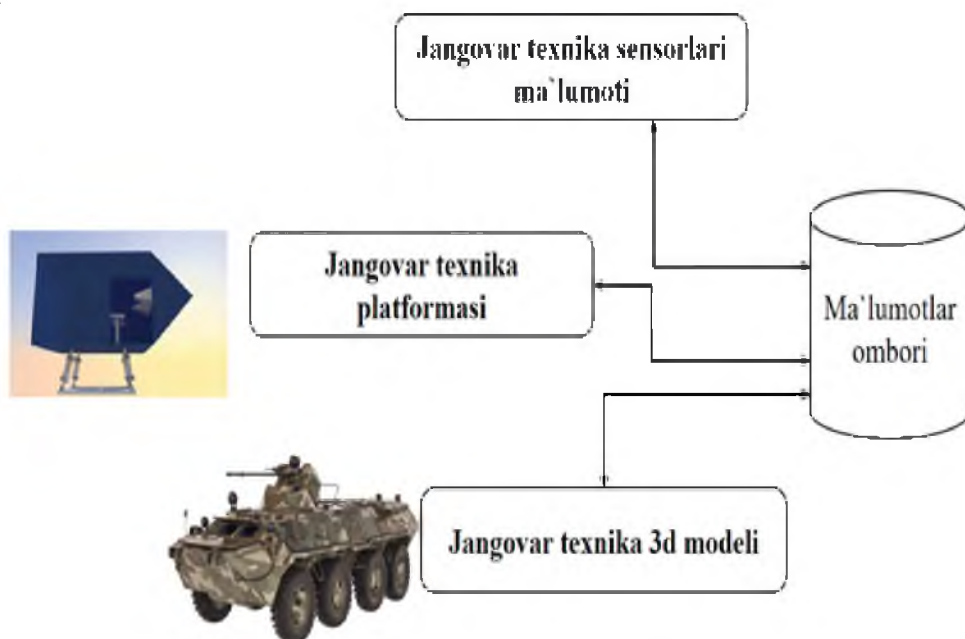 Jangovar texnika sensorlari
ma`lumoti
Jangovar texnika
platformasi
Ma`lumotlar
ombori
Jangovar texnika 3d modeli